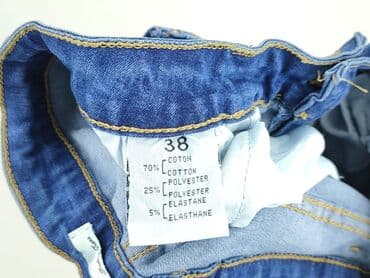 38
70% COTON
COTTON
25% POLYESTER
POLYESTER
5% ELASTANE
ELASTHANE